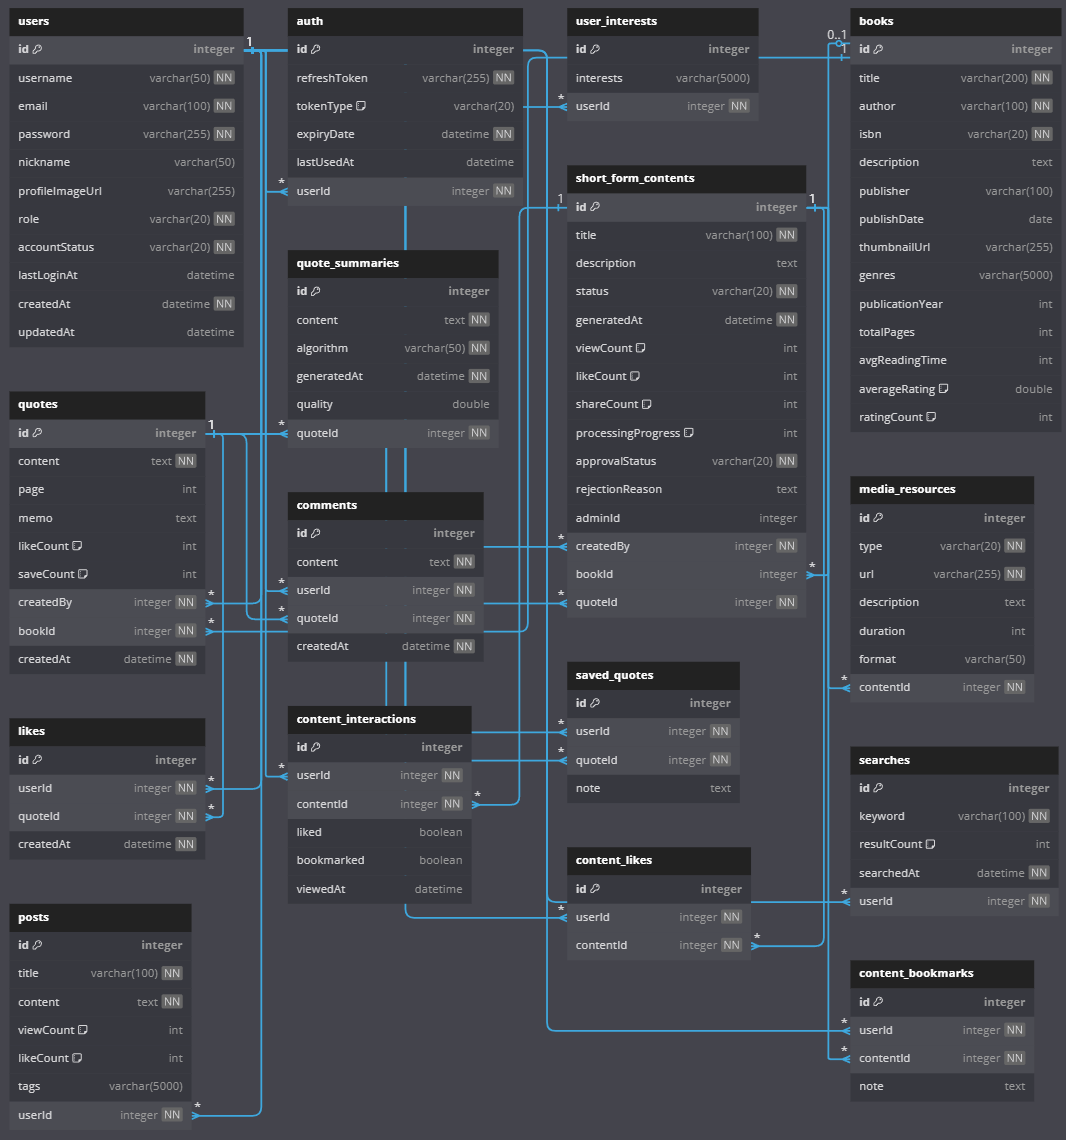 users
id integer
username varchar(50) NN
email varchar(100) NN
password varchar(255) NN
nickname varchar(50)
profileImageUrl varchar(255)
role varchar(20) NN
accountStatus varchar(20) NN
lastLoginAt datetime
createdAt datetime NN
updatedAt datetime
1
auth
id integer
refreshToken varchar(255) NN
tokenType varchar(20)
expiryDate datetime NN
lastUsedAt datetime
* userId integer NN
user_interests
id integer
interests varchar(5000)
* userId integer NN
books
0..1
1
id integer
title varchar(200) NN
author varchar(100) NN
isbn varchar(20) NN
description text
publisher varchar(100)
publishDate date
thumbnailUrl varchar(255)
genres varchar(5000)
publicationYear int
totalPages int
avgReadingTime int
averageRating double
ratingCount int
quote_summaries
id integer
content text NN
algorithm varchar(50) NN
generatedAt datetime NN
quality double
* quoteId integer NN
short_form_contents
1 id integer 1
title varchar(100) NN
description text
status varchar(20) NN
generatedAt datetime NN
viewCount int
likeCount int
shareCount int
processingProgress int
approvalStatus varchar(20) NN
rejectionReason text
adminId integer
* createdBy integer NN
bookId integer *
* quoteId integer NN
quotes
id integer 1
content text NN
page int
memo text
likeCount int
saveCount int
createdBy integer NN *
bookId integer NN *
createdAt datetime NN
comments
id integer
content text NN
* userId integer NN
* quoteId integer NN
createdAt datetime NN
media_resources
id integer
type varchar(20) NN
url varchar(255) NN
description text
duration int
format varchar(50)
* contentId integer NN
likes
id integer
userId integer NN *
quoteId integer NN *
createdAt datetime NN
content_interactions
id integer
* userId integer NN
contentId integer NN *
liked boolean
bookmarked boolean
viewedAt datetime
saved_quotes
id integer
* userId integer NN
* quoteId integer NN
note text
searches
id integer
keyword varchar(100) NN
resultCount int
searchedAt datetime NN
* userId integer NN
posts
id integer
title varchar(100) NN
content text NN
viewCount int
likeCount int
tags varchar(5000)
userId integer NN *
content_likes
id integer
* userId integer NN
contentId integer NN *
content_bookmarks
id integer
* userId integer NN
* contentId integer NN
note text